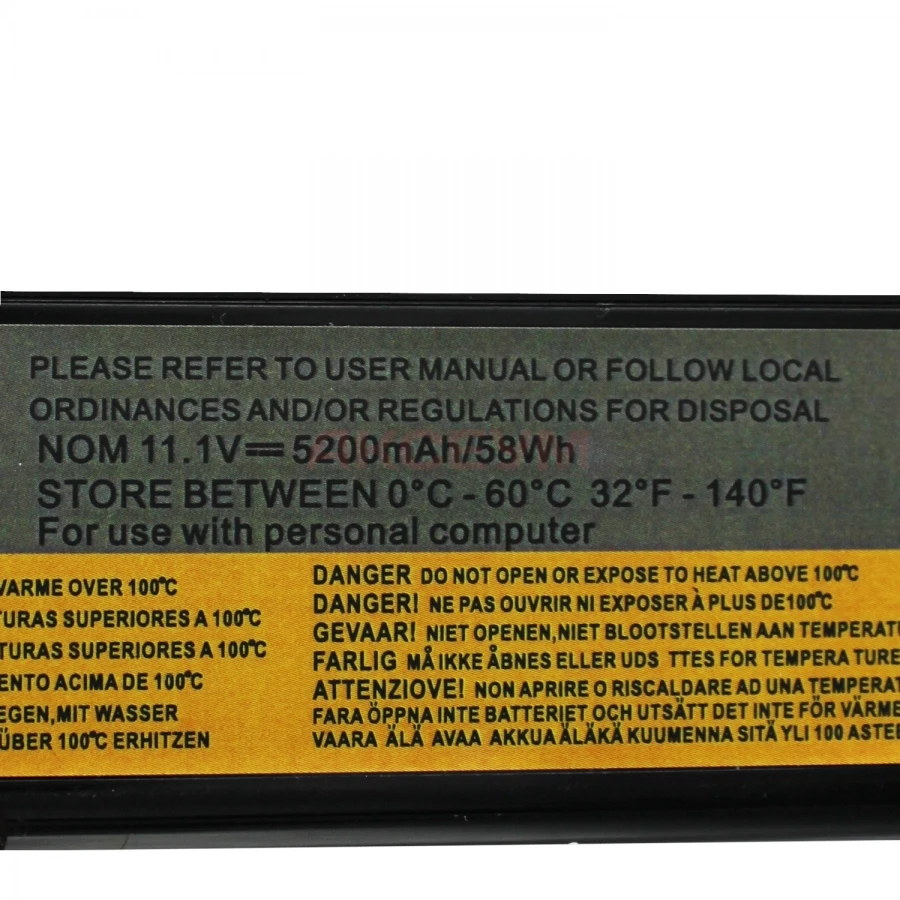 PLEASE REFER TO USER MANUAL OR FOLLOW LOCAL
ORDINANCES AND/OR REGULATIONS FOR DISPOSAL
NOM 11.1V⎓5200mAh/58Wh
STORE BETWEEN 0°C - 60°C 32°F - 140°F
For use with personal computer
VARME OVER 100°C
TURAS SUPERIORES A 100°C
TURAS SUPERIORES A 100°C
ENTO ACIMA DE 100°C
EGEN,MIT WASSER
ÜBER 100°C ERHITZEN
DANGER DO NOT OPEN OR EXPOSE TO HEAT ABOVE 100°C
DANGER! NE PAS OUVRIR NI EXPOSER À PLUS DE100°C
GEVAAR! NIET OPENEN,NIET BLOOTSTELLEN AAN TEMPERATU
FARLIG MÅ IKKE ÅBNES ELLER UDS TTES FOR TEMPERA TURE
ATTENZIOVE! NON APRIRE O RISCALDARE AD UNA TEMPERAT
FARA ÖPPNA INTE BATTERIET OCH UTSÄTT DET INTE FÖR VÄRME
VAARA ÄLÄ AVAA AKKUA ÄLÄKÄ KUUMENNA SITÄ YLI 100 ASTEE